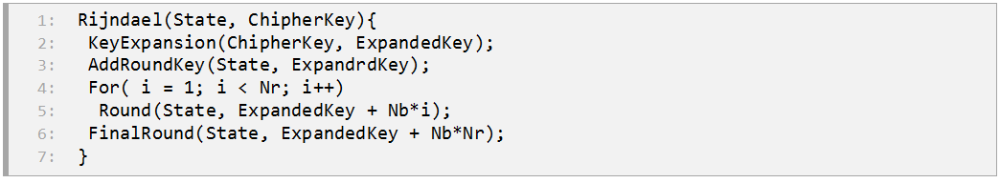 1: Rijndael(State, ChipherKey){
2: KeyExpansion(ChipherKey, ExpandedKey);
3: AddRoundKey(State, ExpandrdKey);
4: For( i = 1; i < Nr; i++)
5: Round(State, ExpandedKey + Nb*i);
6: FinalRound(State, ExpandedKey + Nb*Nr);
7: }